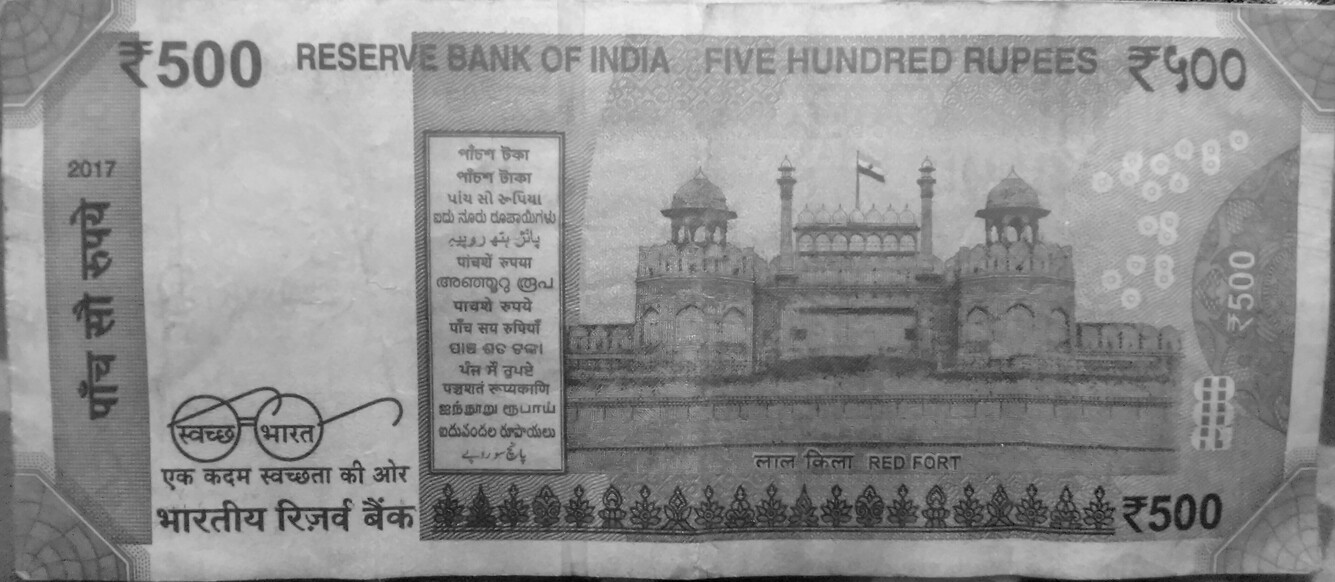 ₹500 RESERVE BANK OF INDIA FIVE HUNDRED RUPEES ₹५००
2017
पाँच सौ रुपये
পাঁচশ টকা
পাঁচশ টাকা
પાંચ સો રૂપિયા
ಐದು ನೂರು ರೂಪಾಯಿಗಳು
پانژھ ہتھ روپیہ
पांचशें रुपया
അഞ്ഞൂറു രൂപ
पाचशे रुपये
पाँच सय रुपियाँ
ପାଞ୍ଚ ଶତ ଟଙ୍କା
ਪੰਜ ਸੌ ਰੁਪਏ
पञ्चशतं रूप्यकाणि
ஐந்நூறு ரூபாய்
ఐదువందల రూపాయలు
پانچ سو روپے
₹500
स्वच्छ भारत
एक कदम स्वच्छता की ओर
भारतीय रिज़र्व बैंक
लाल क़िला RED FORT
₹500